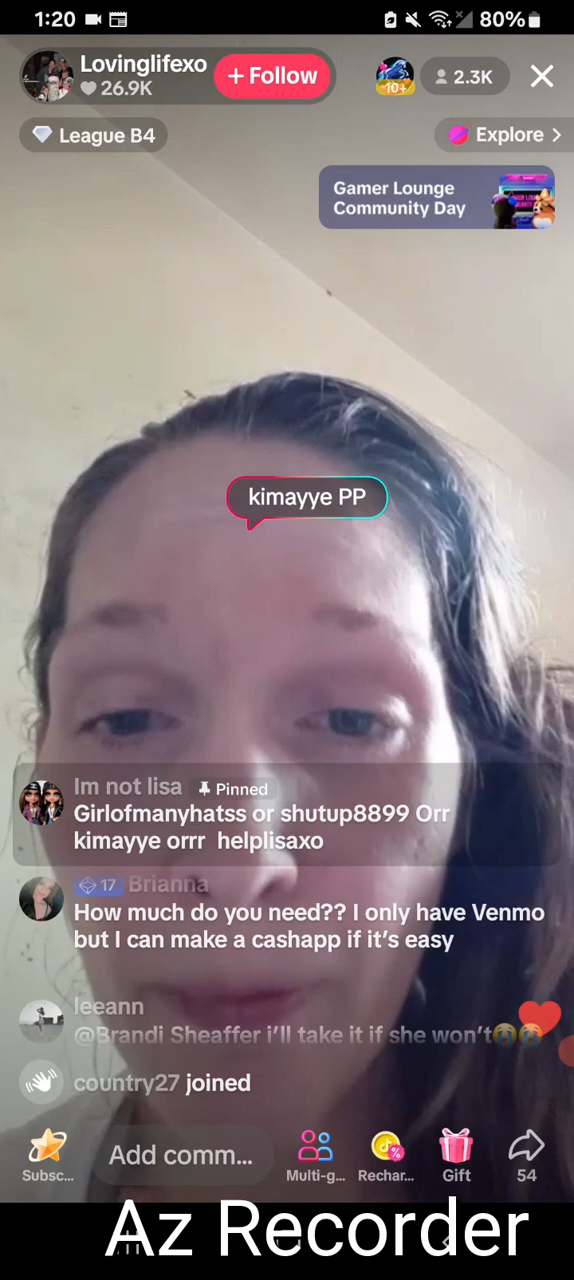 1:20
80%
Lovinglifexo
26.9K
+ Follow
10+
2.3K
League B4
Explore >
Gamer Lounge
Community Day
kimayye PP
Im not lisa Pinned
Girlofmanyhatss or shutup8899 Orr
kimayye orrr helplisaxo
17 Brianna
How much do you need?? I only have Venmo
but I can make a cashapp if it's easy
leeann
@Brandi Sheaffer i'll take it if she won't😭😭
country27 joined
Add comm...
Subsc...
Multi-g...
Rechar...
Gift
54
Az Recorder